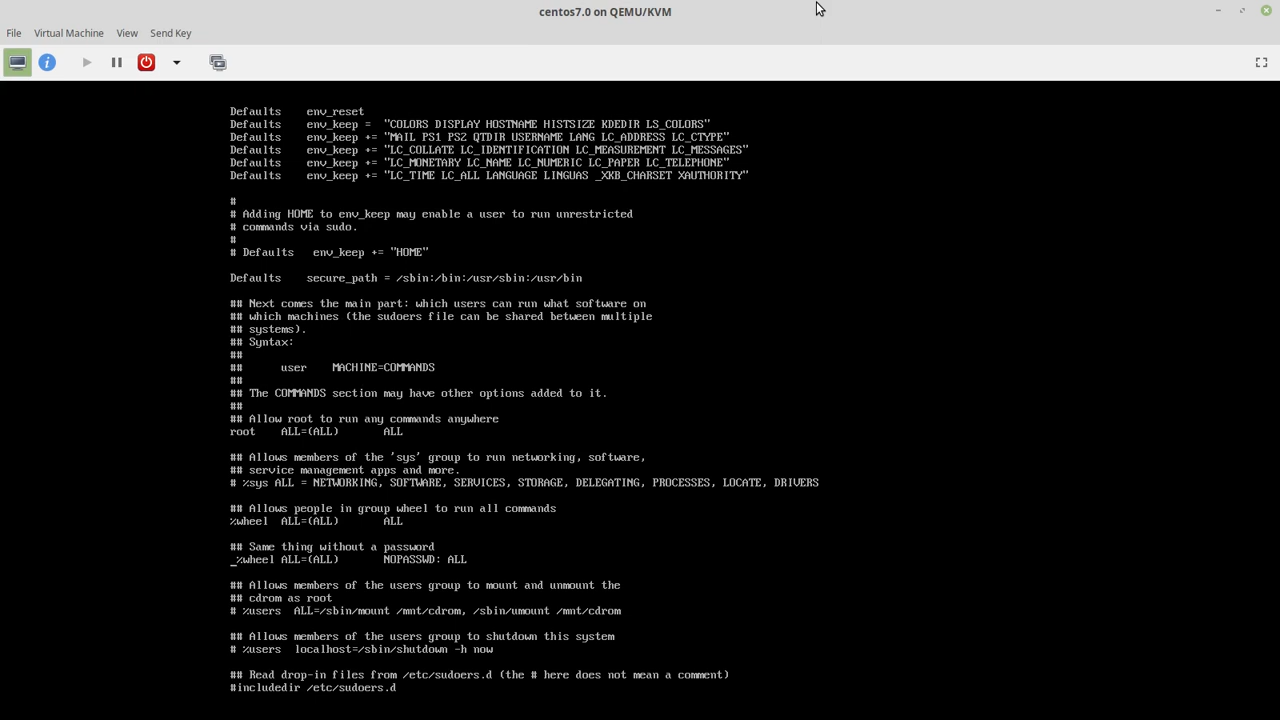 centos7.0 on QEMU/KVM
File Virtual Machine View Send Key
Defaults    env_reset
Defaults    env_keep =  "COLORS DISPLAY HOSTNAME HISTSIZE KDEDIR LS_COLORS"
Defaults    env_keep += "MAIL PS1 PS2 QTDIR USERNAME LANG LC_ADDRESS LC_CTYPE"
Defaults    env_keep += "LC_COLLATE LC_IDENTIFICATION LC_MEASUREMENT LC_MESSAGES"
Defaults    env_keep += "LC_MONETARY LC_NAME LC_NUMERIC LC_PAPER LC_TELEPHONE"
Defaults    env_keep += "LC_TIME LC_ALL LANGUAGE LINGUAS _XKB_CHARSET XAUTHORITY"
#
# Adding HOME to env_keep may enable a user to run unrestricted
# commands via sudo.
#
# Defaults   env_keep += "HOME"
Defaults    secure_path = /sbin:/bin:/usr/sbin:/usr/bin
## Next comes the main part: which users can run what software on
## which machines (the sudoers file can be shared between multiple
## systems).
## Syntax:
##
##      user    MACHINE=COMMANDS
##
## The COMMANDS section may have other options added to it.
##
## Allow root to run any commands anywhere
root    ALL=(ALL)       ALL
## Allows members of the 'sys' group to run networking, software,
## service management apps and more.
# %sys ALL = NETWORKING, SOFTWARE, SERVICES, STORAGE, DELEGATING, PROCESSES, LOCATE, DRIVERS
## Allows people in group wheel to run all commands
%wheel  ALL=(ALL)       ALL
## Same thing without a password
_%wheel ALL=(ALL)       NOPASSWD: ALL
## Allows members of the users group to mount and unmount the
## cdrom as root
# %users  ALL=/sbin/mount /mnt/cdrom, /sbin/umount /mnt/cdrom
## Allows members of the users group to shutdown this system
# %users  localhost=/sbin/shutdown -h now
## Read drop-in files from /etc/sudoers.d (the # here does not mean a comment)
#includedir /etc/sudoers.d